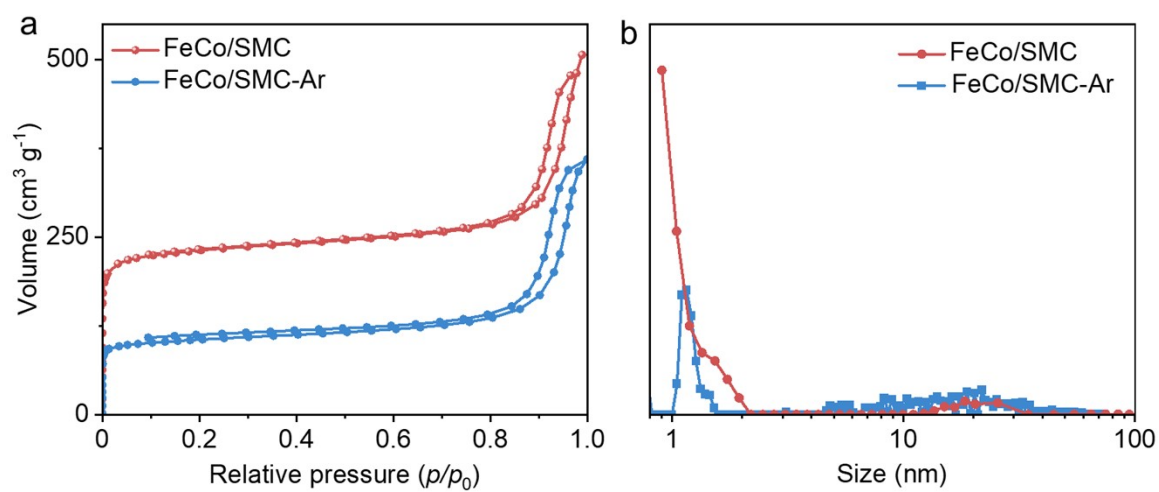 a
FeCo/SMC
FeCo/SMC-Ar
500
250
0
Volume (cm³ g⁻¹)
0
0.2
0.4
0.6
0.8
1.0
Relative pressure (p/p₀)
b
FeCo/SMC
FeCo/SMC-Ar
1
10
100
Size (nm)